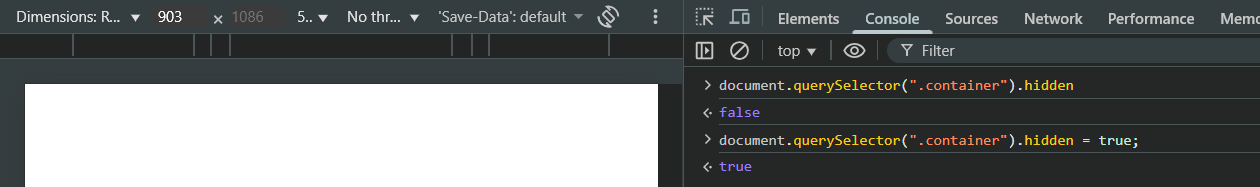 Dimensions: R... 903 × 1086 5... No thr... 'Save-Data': default
Elements Console Sources Network Performance Memo
top Filter
document.querySelector(".container").hidden
false
document.querySelector(".container").hidden = true;
true